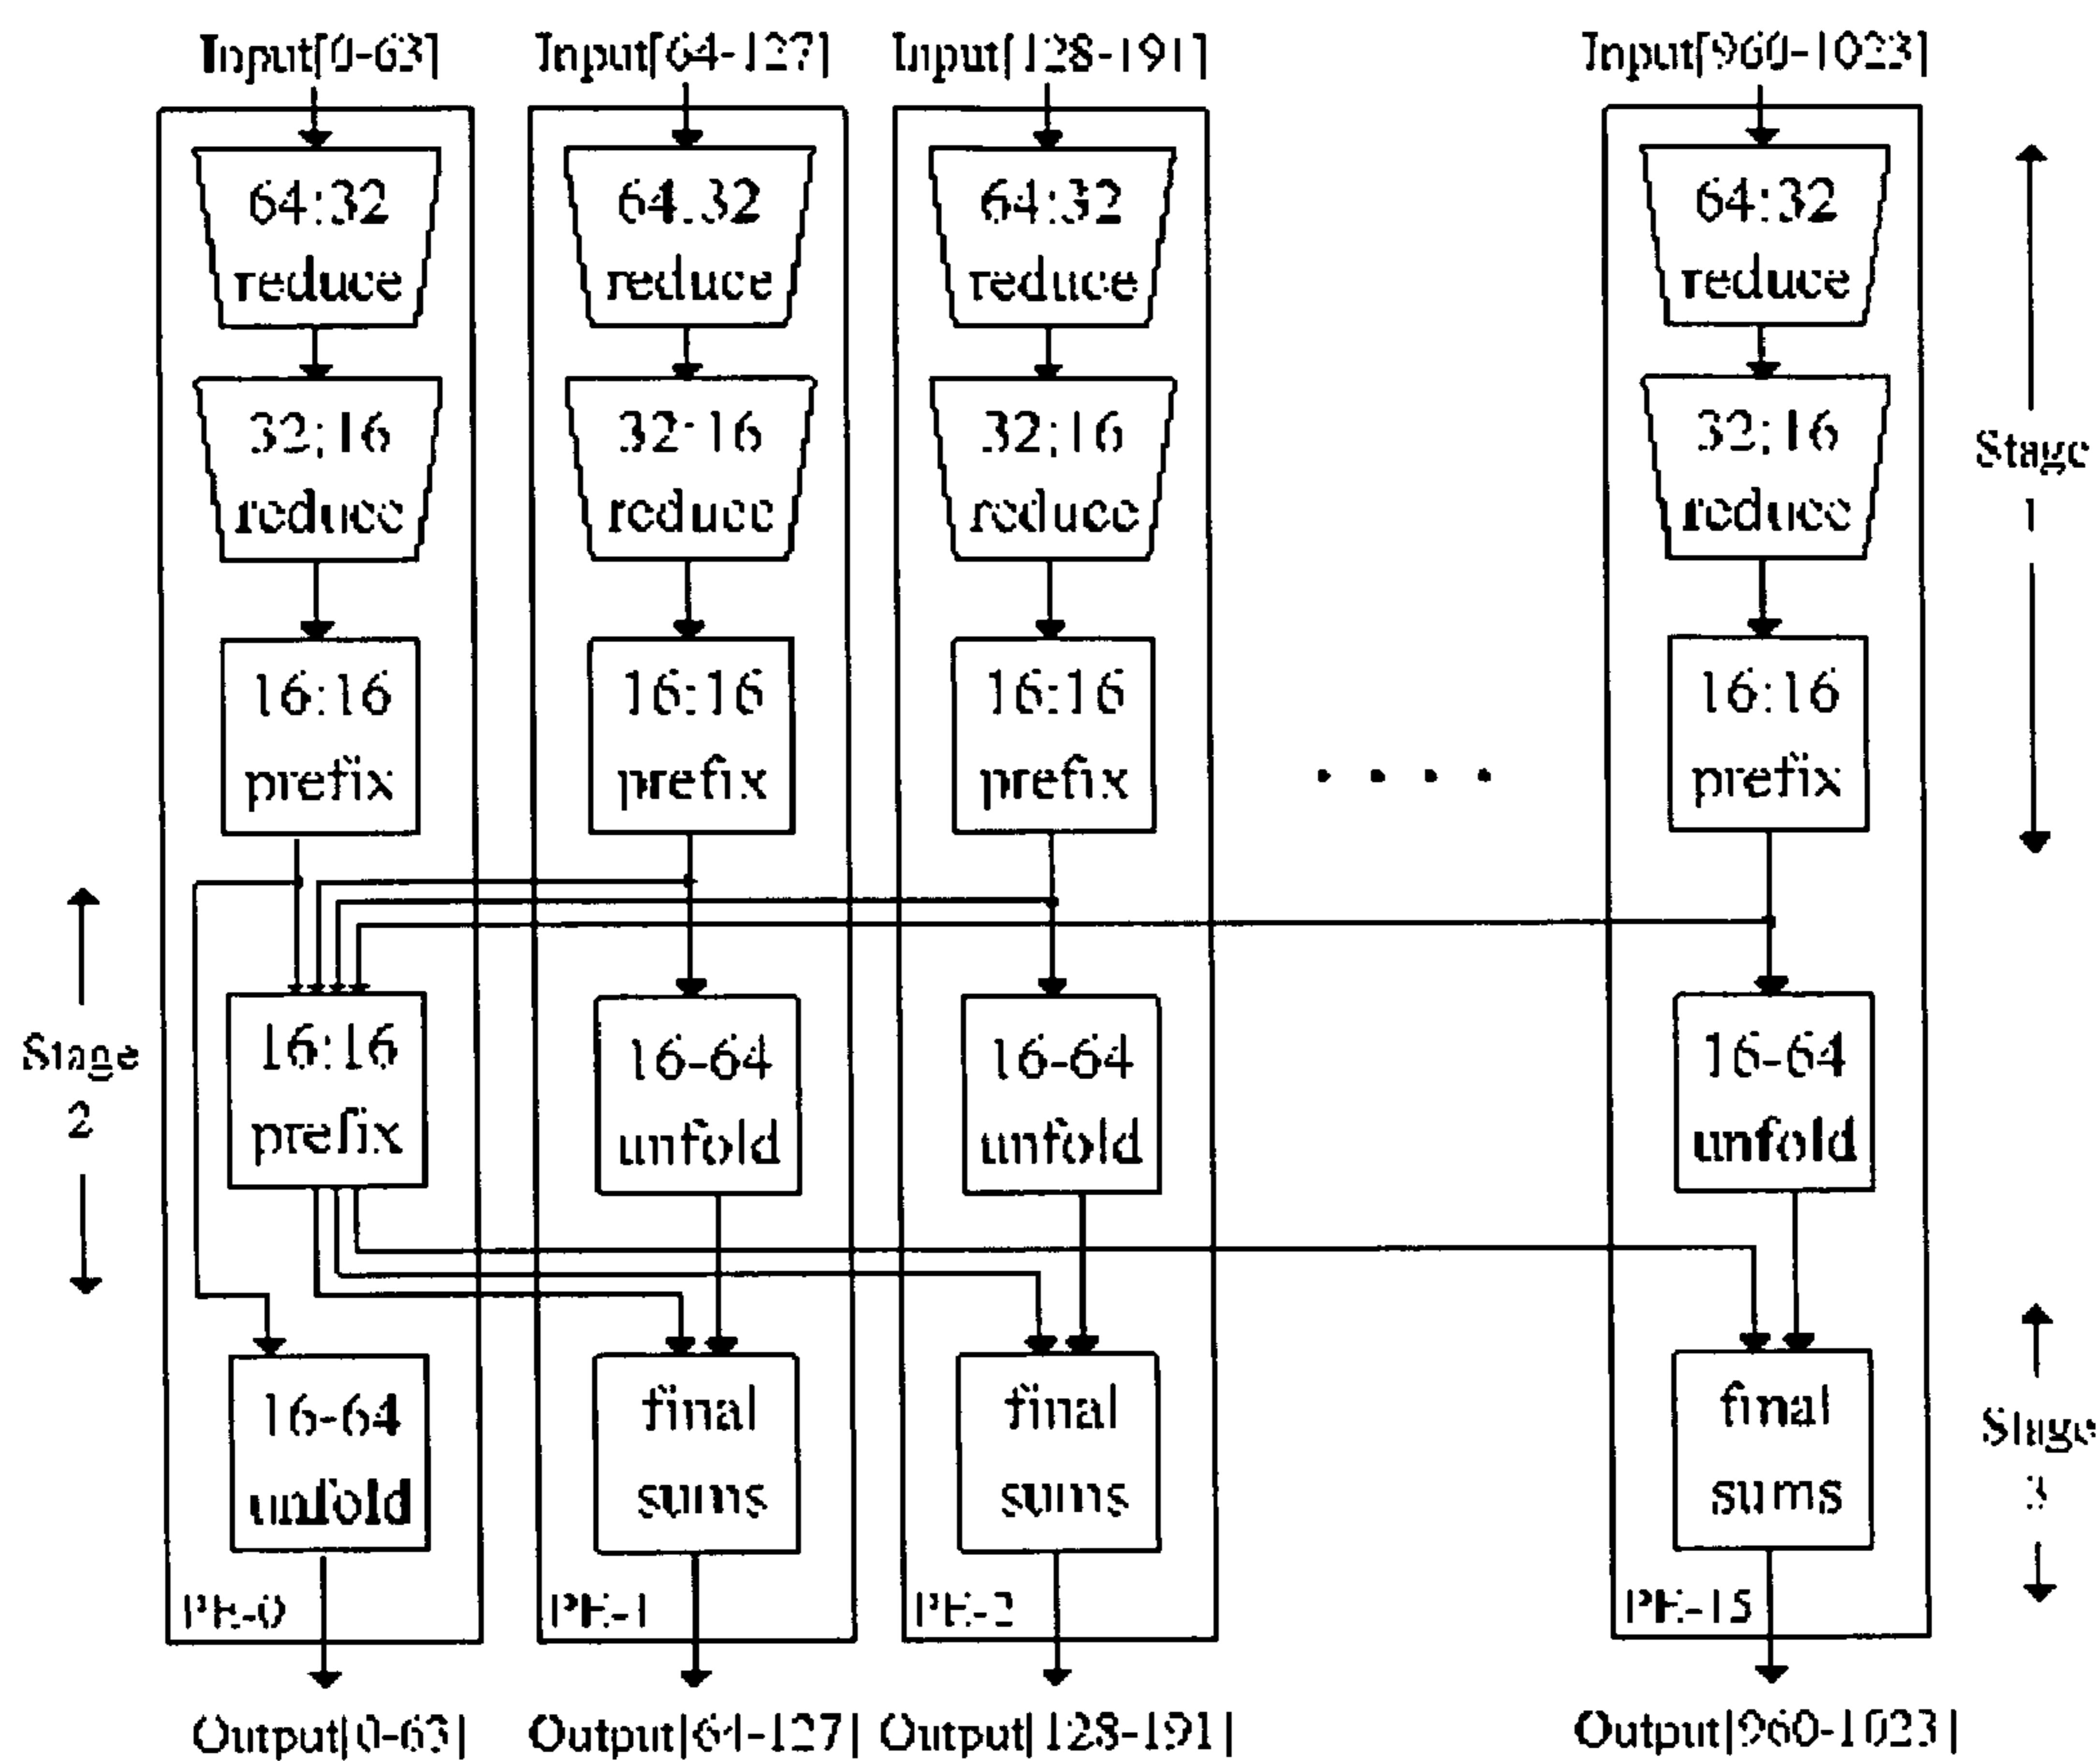 Input[0-63] Input[64-127] Input[128-191] Input[960-1023]
64:32 64:32 64:32 64:32
reduce reduce reduce reduce
32:16 32:16 32:16 32:16
reduce reduce reduce reduce
Stage
1
16:16 16:16 16:16 16:16
prefix prefix prefix . . . . prefix
Stage
2
16:16 16-64 16-64 16-64
prefix unfold unfold unfold
16-64 final final final
unfold sums sums sums
Stage
3
PE-0 PE-1 PE-2 PE-15
Output[0-63] Output[64-127] Output[128-191] Output[960-1023]